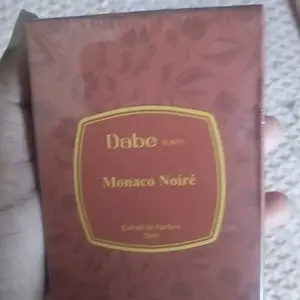 Dabe
Monaco Noiré
Extrait de Parfum